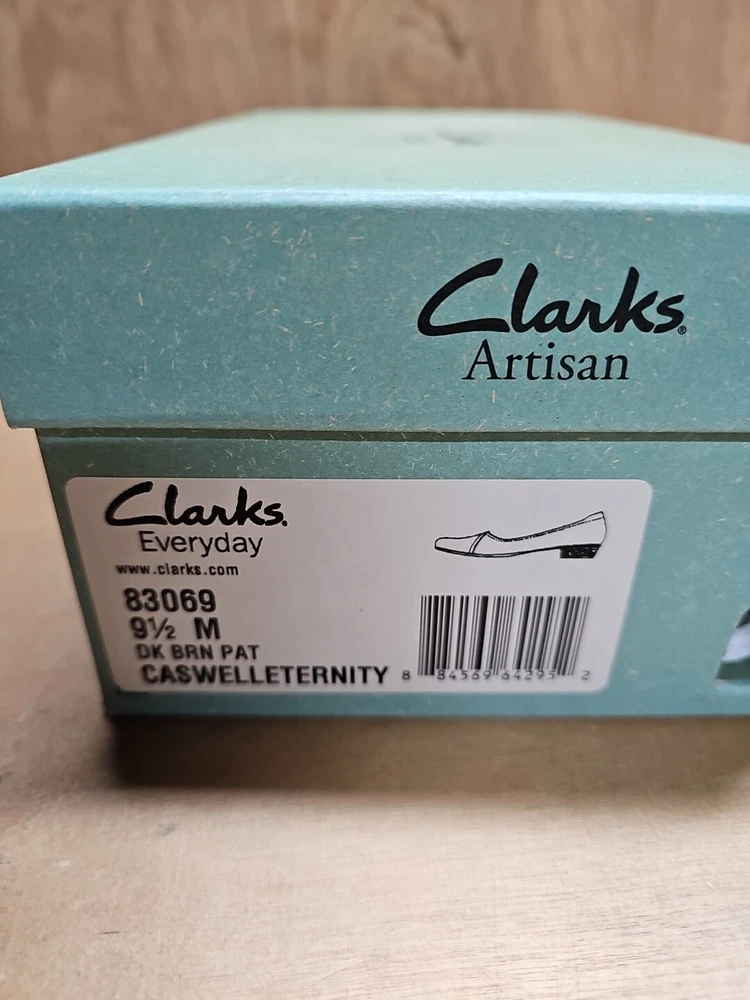 Clarks®
Artisan
Clarks.
Everyday
www.clarks.com
83069
9½ M
DK BRN PAT
CASWELLETERNITY
8 84569 64295 2